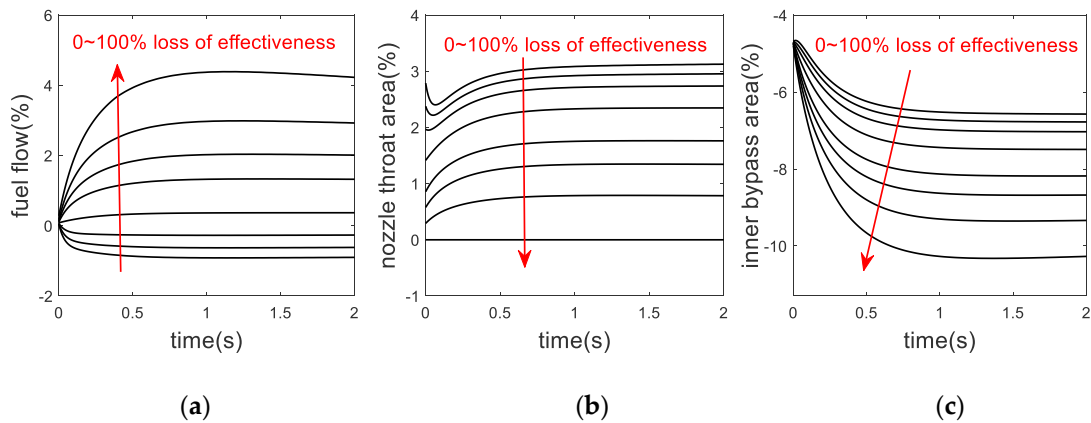 6
4
2
0
-2
0~100% loss of effectiveness
fuel flow(%)
0
0.5
1
1.5
2
time(s)
(a)
4
3
2
1
0
-1
0~100% loss of effectiveness
nozzle throat area(%)
0
0.5
1
1.5
2
time(s)
(b)
-4
-6
-8
-10
0~100% loss of effectiveness
inner bypass area(%)
0
0.5
1
1.5
2
time(s)
(c)